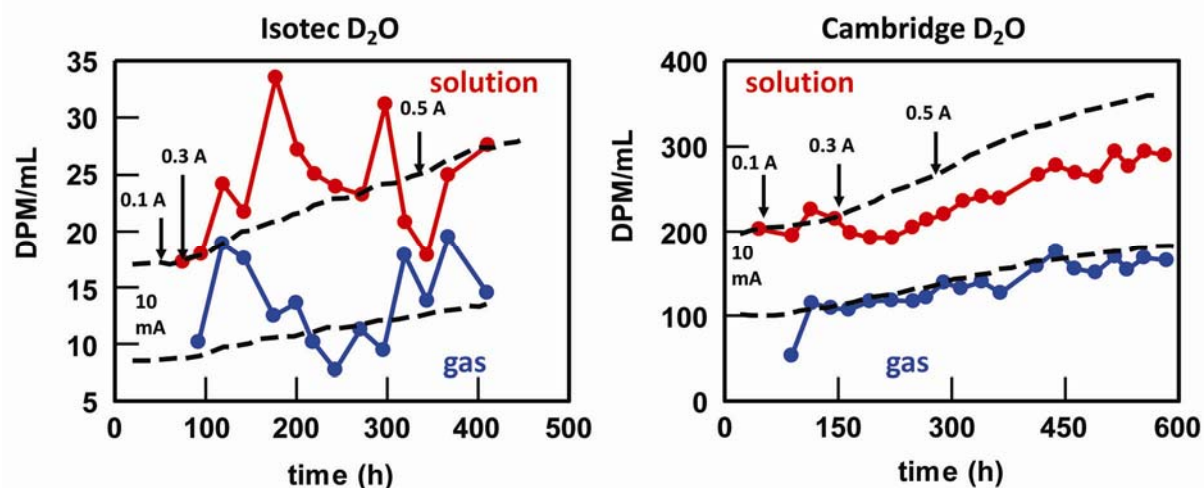 Isotec D₂O
35
30
25
20
15
10
5
DPM/mL
solution
0.5 A
0.3 A
0.1 A
10
mA
gas
0
100
200
300
400
500
time (h)
Cambridge D₂O
400
300
200
100
0
DPM/mL
solution
0.5 A
0.3 A
0.1 A
10
mA
gas
0
150
300
450
600
time (h)